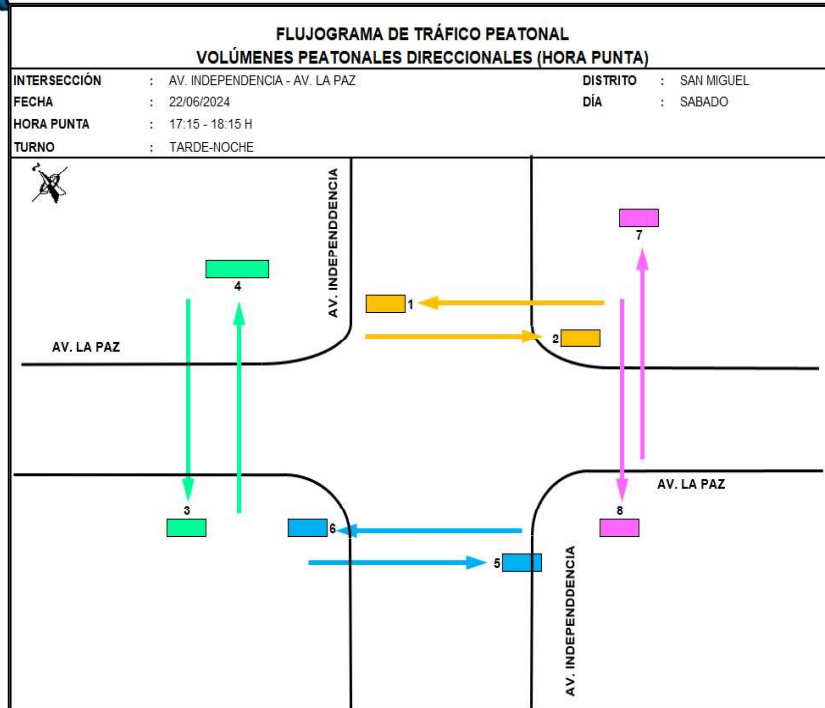 FLUJOGRAMA DE TRÁFICO PEATONAL
VOLÚMENES PEATONALES DIRECCIONALES (HORA PUNTA)
INTERSECCIÓN : AV. INDEPENDENCIA - AV. LA PAZ DISTRITO : SAN MIGUEL
FECHA : 22/06/2024 DÍA : SABADO
HORA PUNTA : 17:15 - 18:15 H
TURNO : TARDE-NOCHE
AV. INDEPENDDENCIA
7
4
1
2
AV. LA PAZ
AV. LA PAZ
3
8
6
5
AV. INDEPENDDENCIA